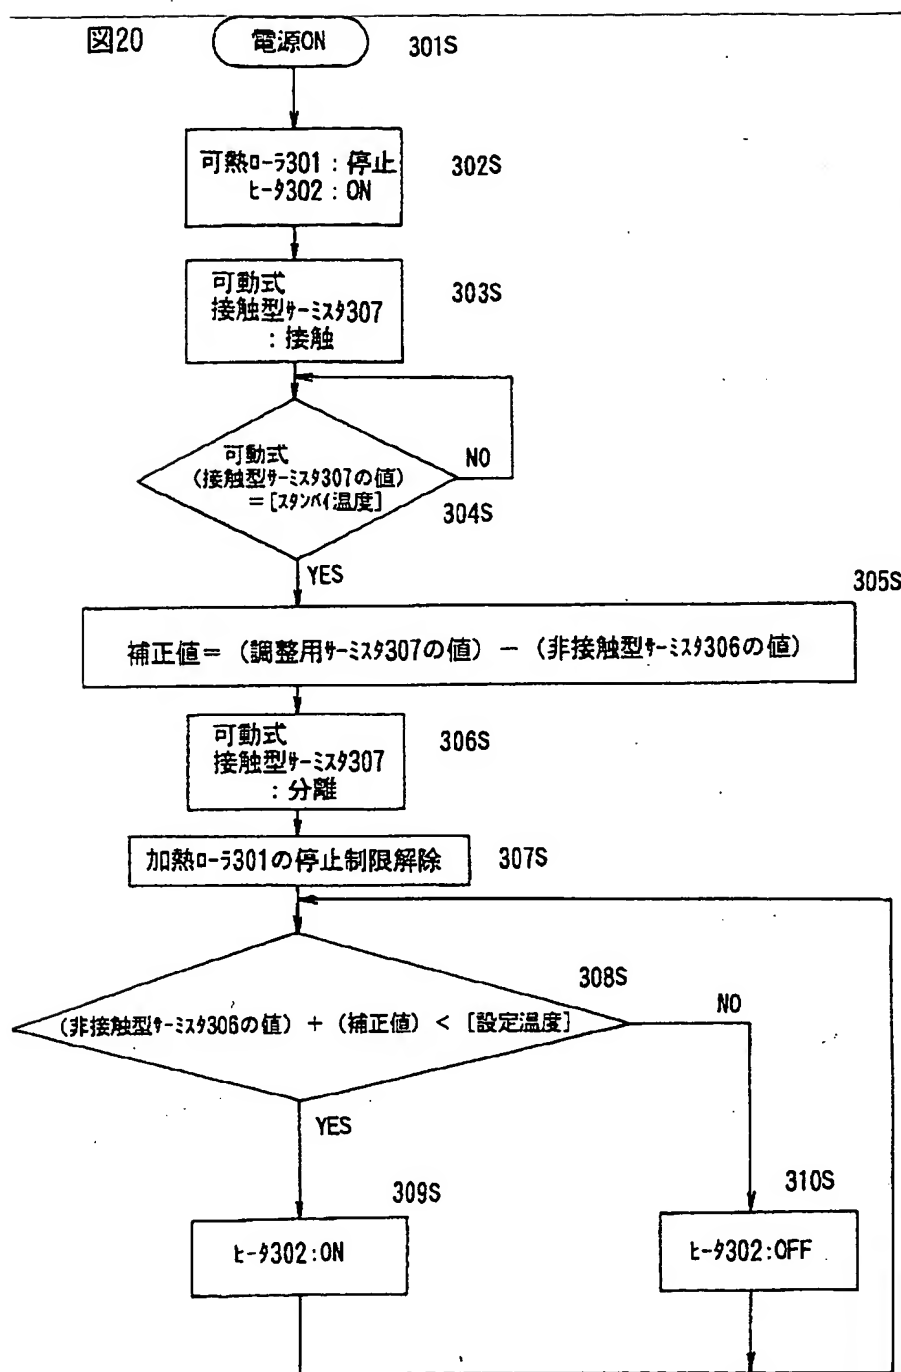 図20
電源ON
301S
可熱ﾛｰﾗ301：停止
ﾋｰﾀ302：ON
302S
可動式
接触型ｻｰﾐｽﾀ307
：接触
303S
可動式
(接触型ｻｰﾐｽﾀ307の値)
＝[ｽﾀﾝﾊﾞｲ温度]
NO
304S
YES
305S
補正値＝（調整用ｻｰﾐｽﾀ307の値）－（非接触型ｻｰﾐｽﾀ306の値）
可動式
接触型ｻｰﾐｽﾀ307
：分離
306S
加熱ﾛｰﾗ301の停止制限解除
307S
308S
(非接触型ｻｰﾐｽﾀ306の値) + (補正値) < [設定温度]
NO
YES
309S
310S
ﾋｰﾀ302:ON
ﾋｰﾀ302:OFF